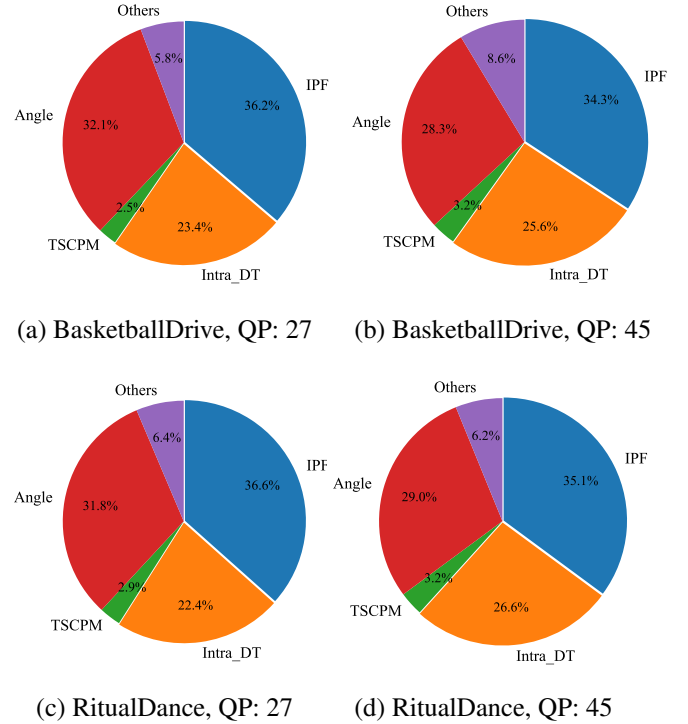 Others
5.8%
IPF
36.2%
Angle
32.1%
2.5%
TSCPM
23.4%
Intra_DT
(a) BasketballDrive, QP: 27
Others
8.6%
IPF
34.3%
Angle
28.3%
3.2%
TSCPM
25.6%
Intra_DT
(b) BasketballDrive, QP: 45
Others
6.4%
IPF
36.6%
Angle
31.8%
2.9%
TSCPM
22.4%
Intra_DT
(c) RitualDance, QP: 27
Others
6.2%
IPF
35.1%
Angle
29.0%
3.2%
TSCPM
26.6%
Intra_DT
(d) RitualDance, QP: 45